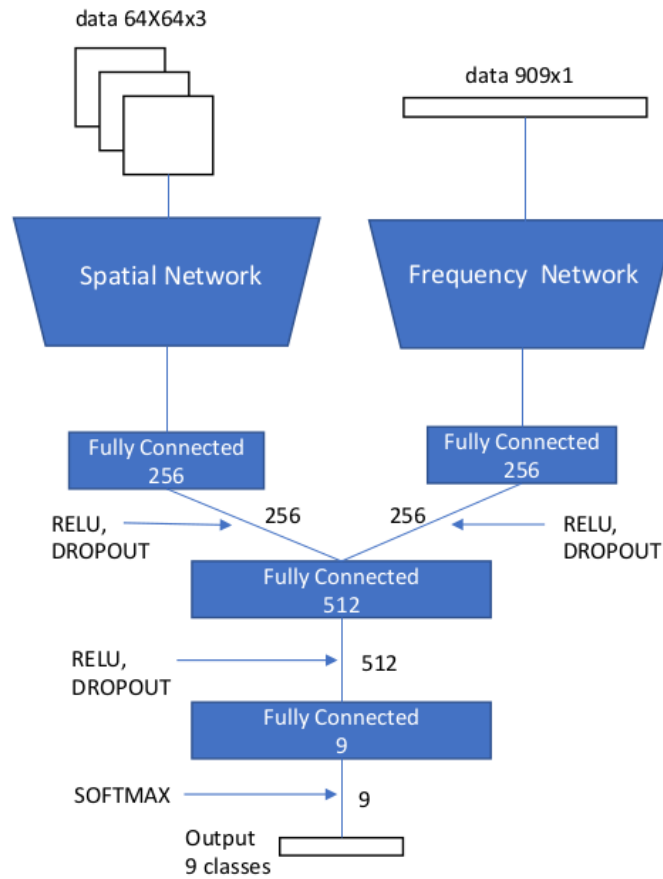 data 64X64x3
data 909x1
Spatial Network
Frequency  Network
Fully Connected
256
Fully Connected
256
RELU,
DROPOUT
256
256
RELU,
DROPOUT
Fully Connected
512
RELU,
DROPOUT
512
Fully Connected
9
SOFTMAX
9
Output
9 classes